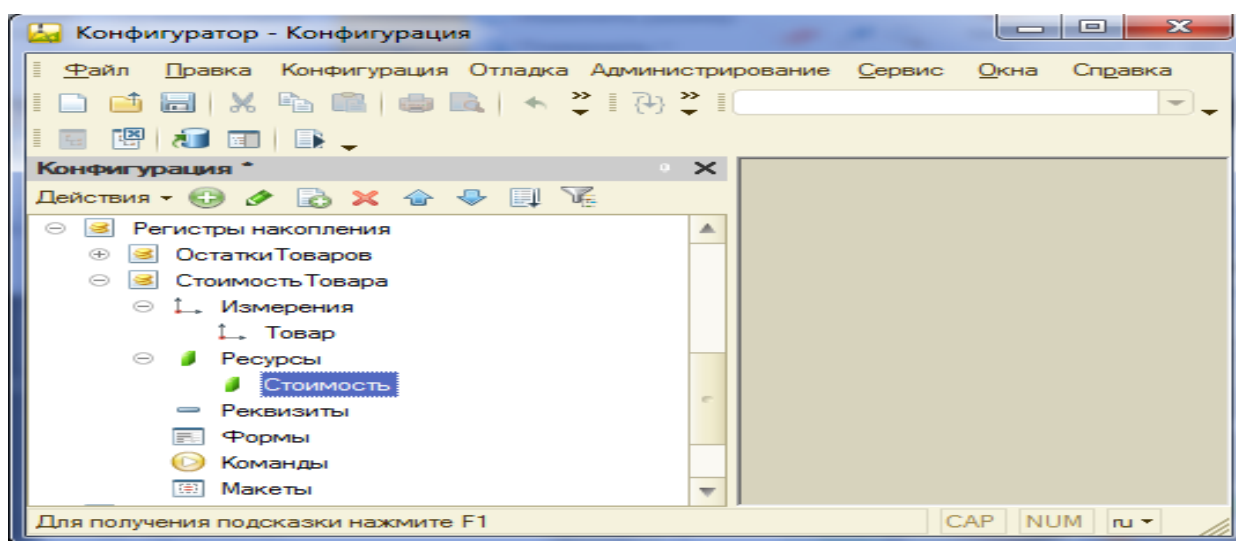 Конфигуратор - Конфигурация
Файл Правка Конфигурация Отладка Администрирование Сервис Окна Справка
Конфигурация *
Действия
Регистры накопления
ОстаткиТоваров
СтоимостьТовара
Измерения
Товар
Ресурсы
Стоимость
Реквизиты
Формы
Команды
Макеты
Для получения подсказки нажмите F1 CAP NUM ru